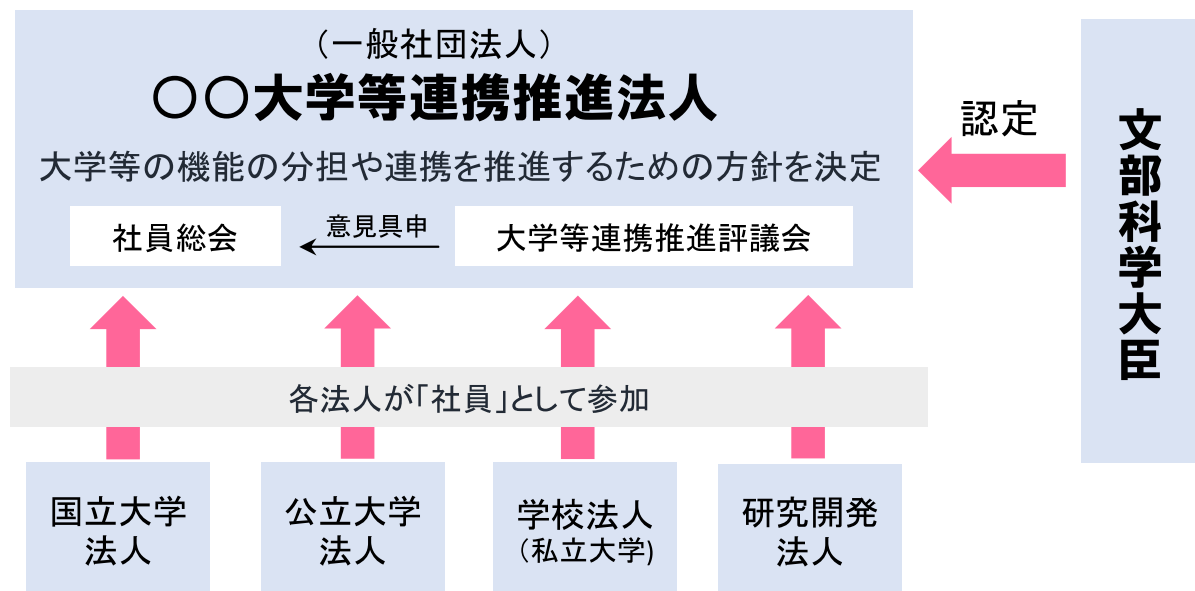 （一般社団法人）
〇〇大学等連携推進法人
大学等の機能の分担や連携を推進するための方針を決定
社員総会
意見具申
大学等連携推進評議会
認定
文部科学大臣
各法人が「社員」として参加
国立大学
法人
公立大学
法人
学校法人
（私立大学)
研究開発
法人